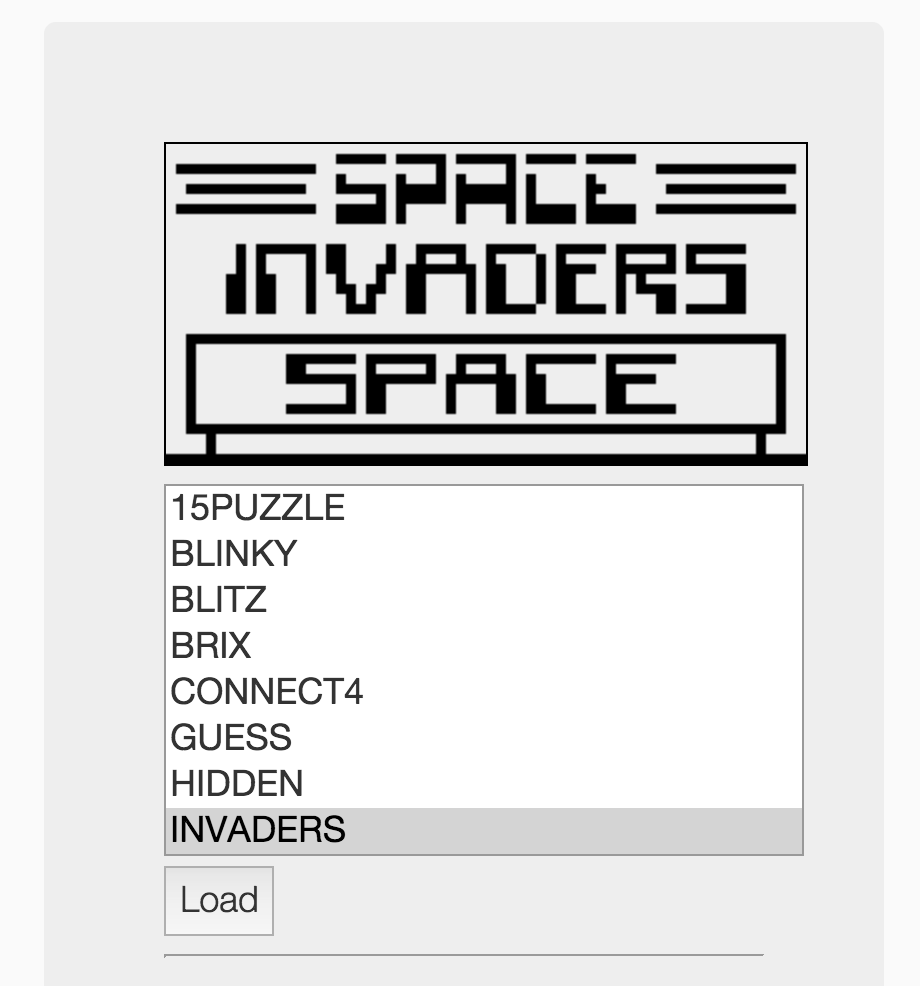 SPACE
INVADERS
SPACE
15PUZZLE
BLINKY
BLITZ
BRIX
CONNECT4
GUESS
HIDDEN
INVADERS
Load